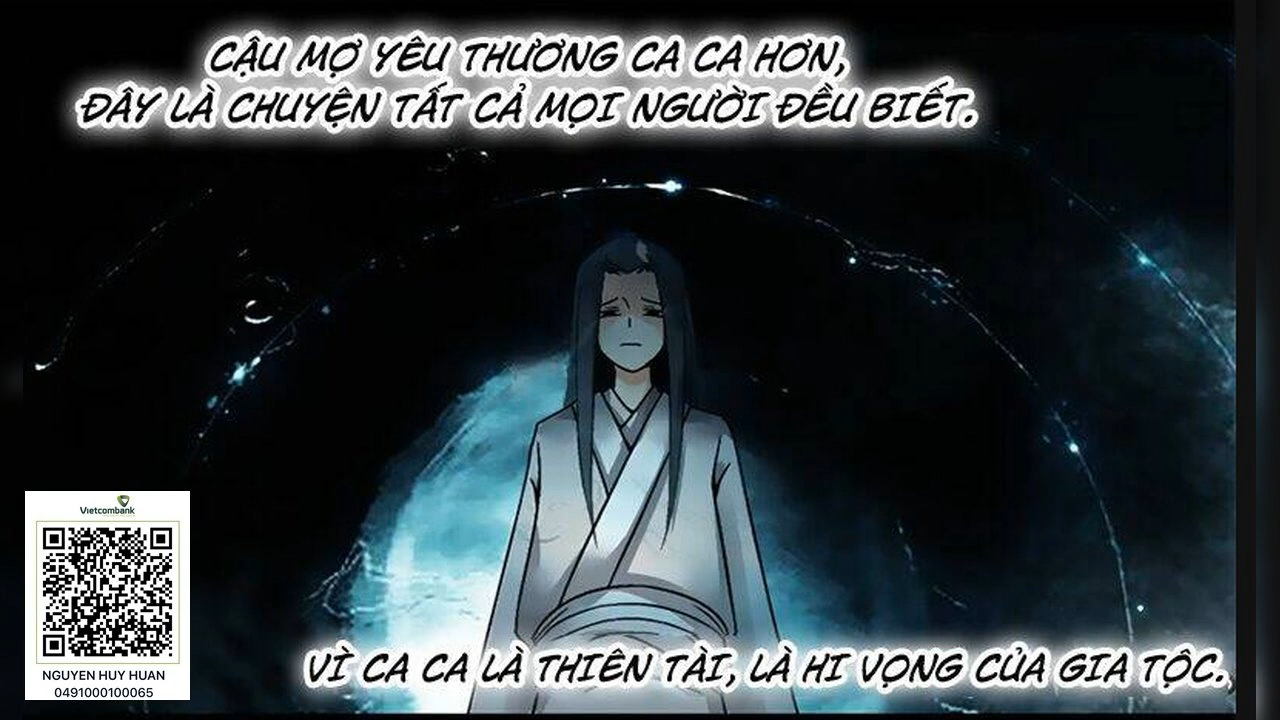 CẬU MỢ YÊU THƯƠNG CA CA HƠN,
ĐÂY LÀ CHUYỆN TẤT CẢ MỌI NGƯỜI ĐỀU BIẾT.
Vietcombank
NGUYEN HUY HUAN
0491000100065
VÌ CA CA LÀ THIÊN TÀI, LÀ HI VỌNG CỦA GIA TỘC.